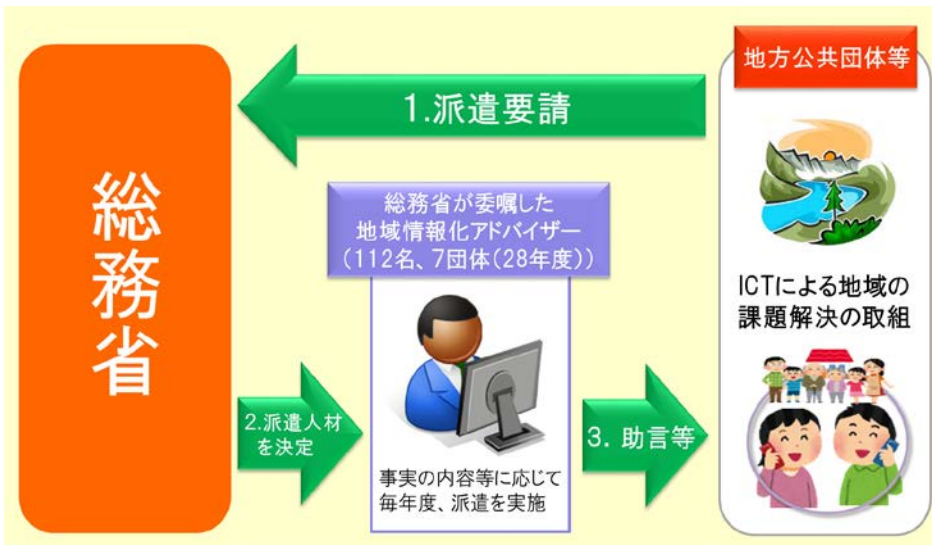 総務省
1.派遣要請
地方公共団体等
総務省が委嘱した
地域情報化アドバイザー
(112名、7団体(28年度))
ICTによる地域の
課題解決の取組
2.派遣人材
を決定
3. 助言等
事実の内容等に応じて
毎年度、派遣を実施